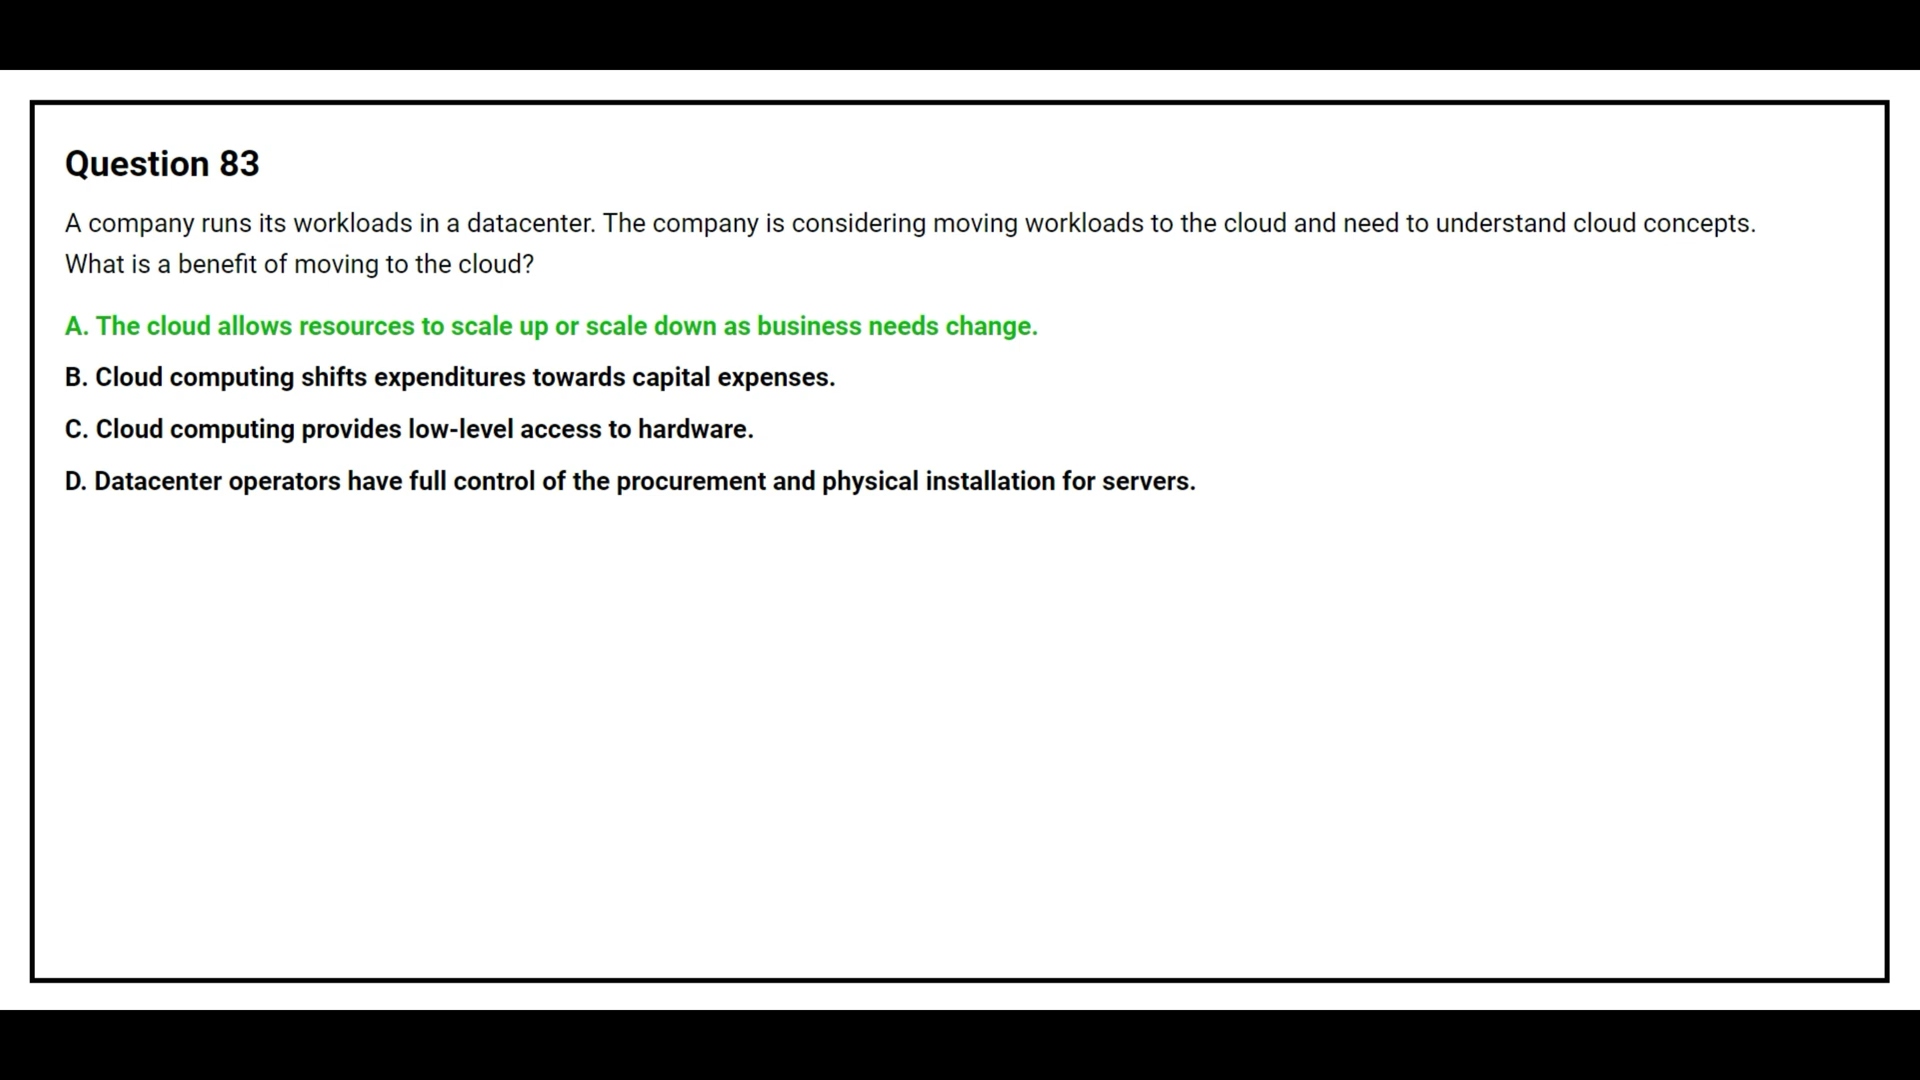 Question 83
A company runs its workloads in a datacenter. The company is considering moving workloads to the cloud and need to understand cloud concepts.
What is a benefit of moving to the cloud?
A. The cloud allows resources to scale up or scale down as business needs change.
B. Cloud computing shifts expenditures towards capital expenses.
C. Cloud computing provides low-level access to hardware.
D. Datacenter operators have full control of the procurement and physical installation for servers.